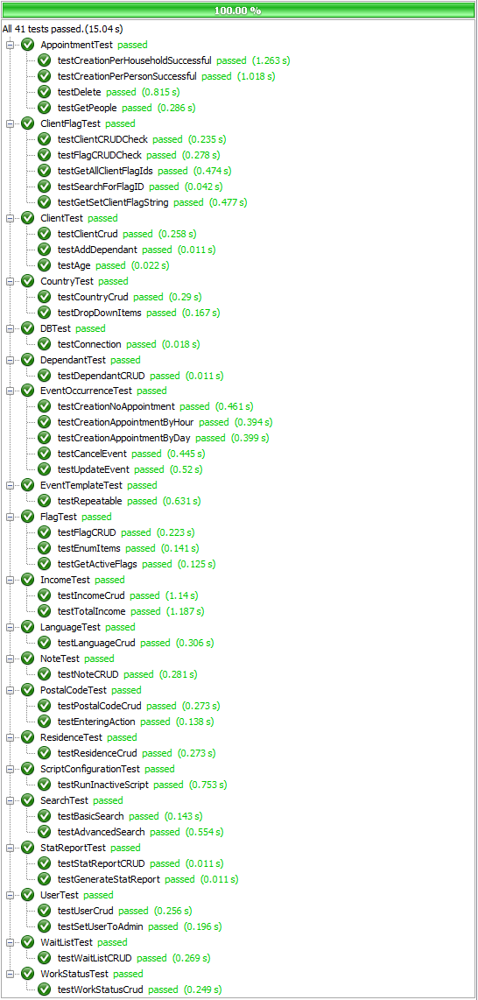 100.00 %
All 41 tests passed.(15.04 s)
AppointmentTest passed
testCreationPerHouseholdSuccessful passed (1.263 s)
testCreationPerPersonSuccessful passed (1.018 s)
testDelete passed (0.815 s)
testGetPeople passed (0.286 s)
ClientFlagTest passed
testClientCRUDCheck passed (0.235 s)
testFlagCRUDCheck passed (0.278 s)
testGetAllClientFlagIds passed (0.474 s)
testSearchForFlagID passed (0.042 s)
testGetSetClientFlagString passed (0.477 s)
ClientTest passed
testClientCrud passed (0.258 s)
testAddDependant passed (0.011 s)
testAge passed (0.022 s)
CountryTest passed
testCountryCrud passed (0.29 s)
testDropDownItems passed (0.167 s)
DBTest passed
testConnection passed (0.018 s)
DependantTest passed
testDependantCRUD passed (0.011 s)
EventOccurrenceTest passed
testCreationNoAppointment passed (0.461 s)
testCreationAppointmentByHour passed (0.394 s)
testCreationAppointmentByDay passed (0.399 s)
testCancelEvent passed (0.445 s)
testUpdateEvent passed (0.52 s)
EventTemplateTest passed
testRepeatable passed (0.631 s)
FlagTest passed
testFlagCRUD passed (0.223 s)
testEnumItems passed (0.141 s)
testGetActiveFlags passed (0.125 s)
IncomeTest passed
testIncomeCrud passed (1.14 s)
testTotalIncome passed (1.187 s)
LanguageTest passed
testLanguageCrud passed (0.306 s)
NoteTest passed
testNoteCRUD passed (0.281 s)
PostalCodeTest passed
testPostalCodeCrud passed (0.273 s)
testEnteringAction passed (0.138 s)
ResidenceTest passed
testResidenceCrud passed (0.273 s)
ScriptConfigurationTest passed
testRunInactiveScript passed (0.753 s)
SearchTest passed
testBasicSearch passed (0.143 s)
testAdvancedSearch passed (0.554 s)
StatReportTest passed
testStatReportCRUD passed (0.011 s)
testGenerateStatReport passed (0.011 s)
UserTest passed
testUserCrud passed (0.256 s)
testSetUserToAdmin passed (0.196 s)
WaitListTest passed
testWaitListCRUD passed (0.269 s)
WorkStatusTest passed
testWorkStatusCrud passed (0.249 s)